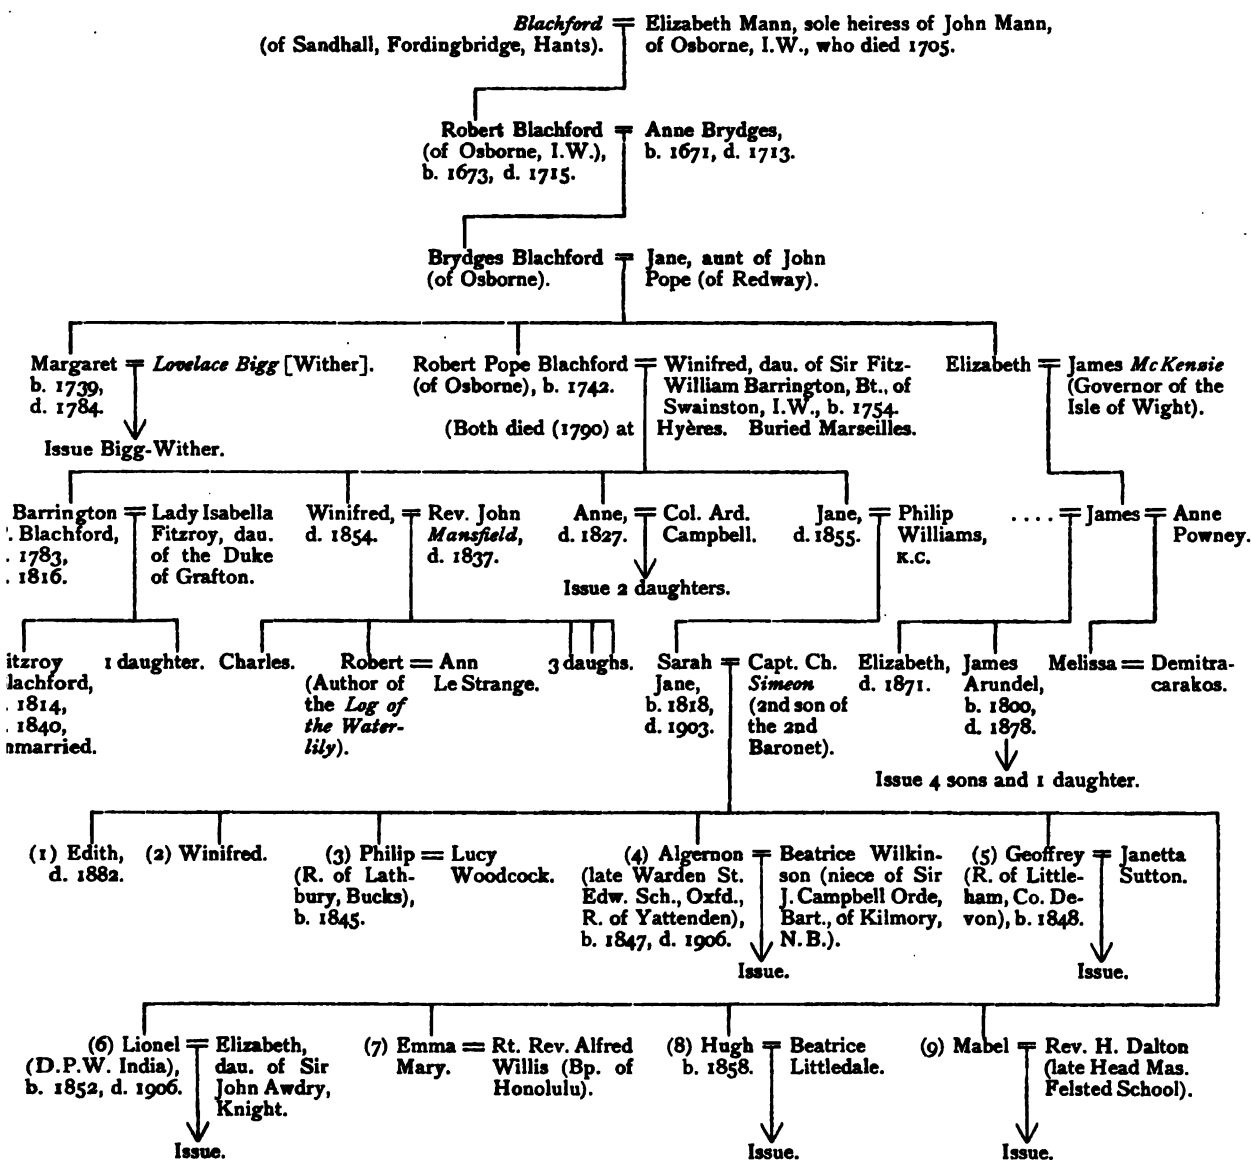 Blachford = Elizabeth Mann, sole heiress of John Mann,
(of Sandhall, Fordingbridge, Hants). of Osborne, I.W., who died 1705.
Robert Blachford = Anne Brydges,
(of Osborne, I.W.), b. 1671, d. 1713.
b. 1673, d. 1715.
Brydges Blachford = Jane, aunt of John
(of Osborne). Pope (of Redway).
Margaret = Lovelace Bigg [Wither].
b. 1739,
d. 1784.
Issue Bigg-Wither.
Robert Pope Blachford = Winifred, dau. of Sir Fitz-
(of Osborne), b. 1742. William Barrington, Bt., of
Swainston, I.W., b. 1754.
(Both died (1790) at Hyères. Buried Marseilles.
Elizabeth = James McKensie
(Governor of the
Isle of Wight).
Barrington = Lady Isabella
. Blachford, Fitzroy, dau.
. 1783, of the Duke
. 1816. of Grafton.
Winifred, = Rev. John
d. 1854. Mansfield,
d. 1837.
Anne, = Col. Ard.
d. 1827. Campbell.
Issue 2 daughters.
Jane, = Philip
d. 1855. Williams,
K.C.
.... = James = Anne
Powney.
itzroy
lachford,
. 1814,
. 1840,
nmarried.
1 daughter.
Charles.
Robert = Ann
(Author of Le Strange.
the Log of
the Water-
lily).
3 daughs.
Sarah = Capt. Ch.
Jane, Simeon
b. 1818, (2nd son of
d. 1903. the 2nd
Baronet).
Elizabeth,
d. 1871.
James
Arundel,
b. 1800,
d. 1878.
Issue 4 sons and 1 daughter.
Melissa = Demitra-
carakos.
(1) Edith,
d. 1882.
(2) Winifred.
(3) Philip = Lucy
(R. of Lath- Woodcock.
bury, Bucks),
b. 1845.
(4) Algernon = Beatrice Wilkin-
(late Warden St. son (niece of Sir
Edw. Sch., Oxfd., J. Campbell Orde,
R. of Yattenden), Bart., of Kilmory,
b. 1847, d. 1906. N.B.).
Issue.
(5) Geoffrey = Janetta
(R. of Little- Sutton.
ham, Co. De-
von), b. 1848.
Issue.
(6) Lionel = Elizabeth,
(D.P.W. India), dau. of Sir
b. 1852, d. 1906. John Awdry,
Knight.
Issue.
(7) Emma = Rt. Rev. Alfred
Mary. Willis (Bp. of
Honolulu).
(8) Hugh = Beatrice
b. 1858. Littledale.
Issue.
(9) Mabel = Rev. H. Dalton
(late Head Mas.
Felsted School).
Issue.